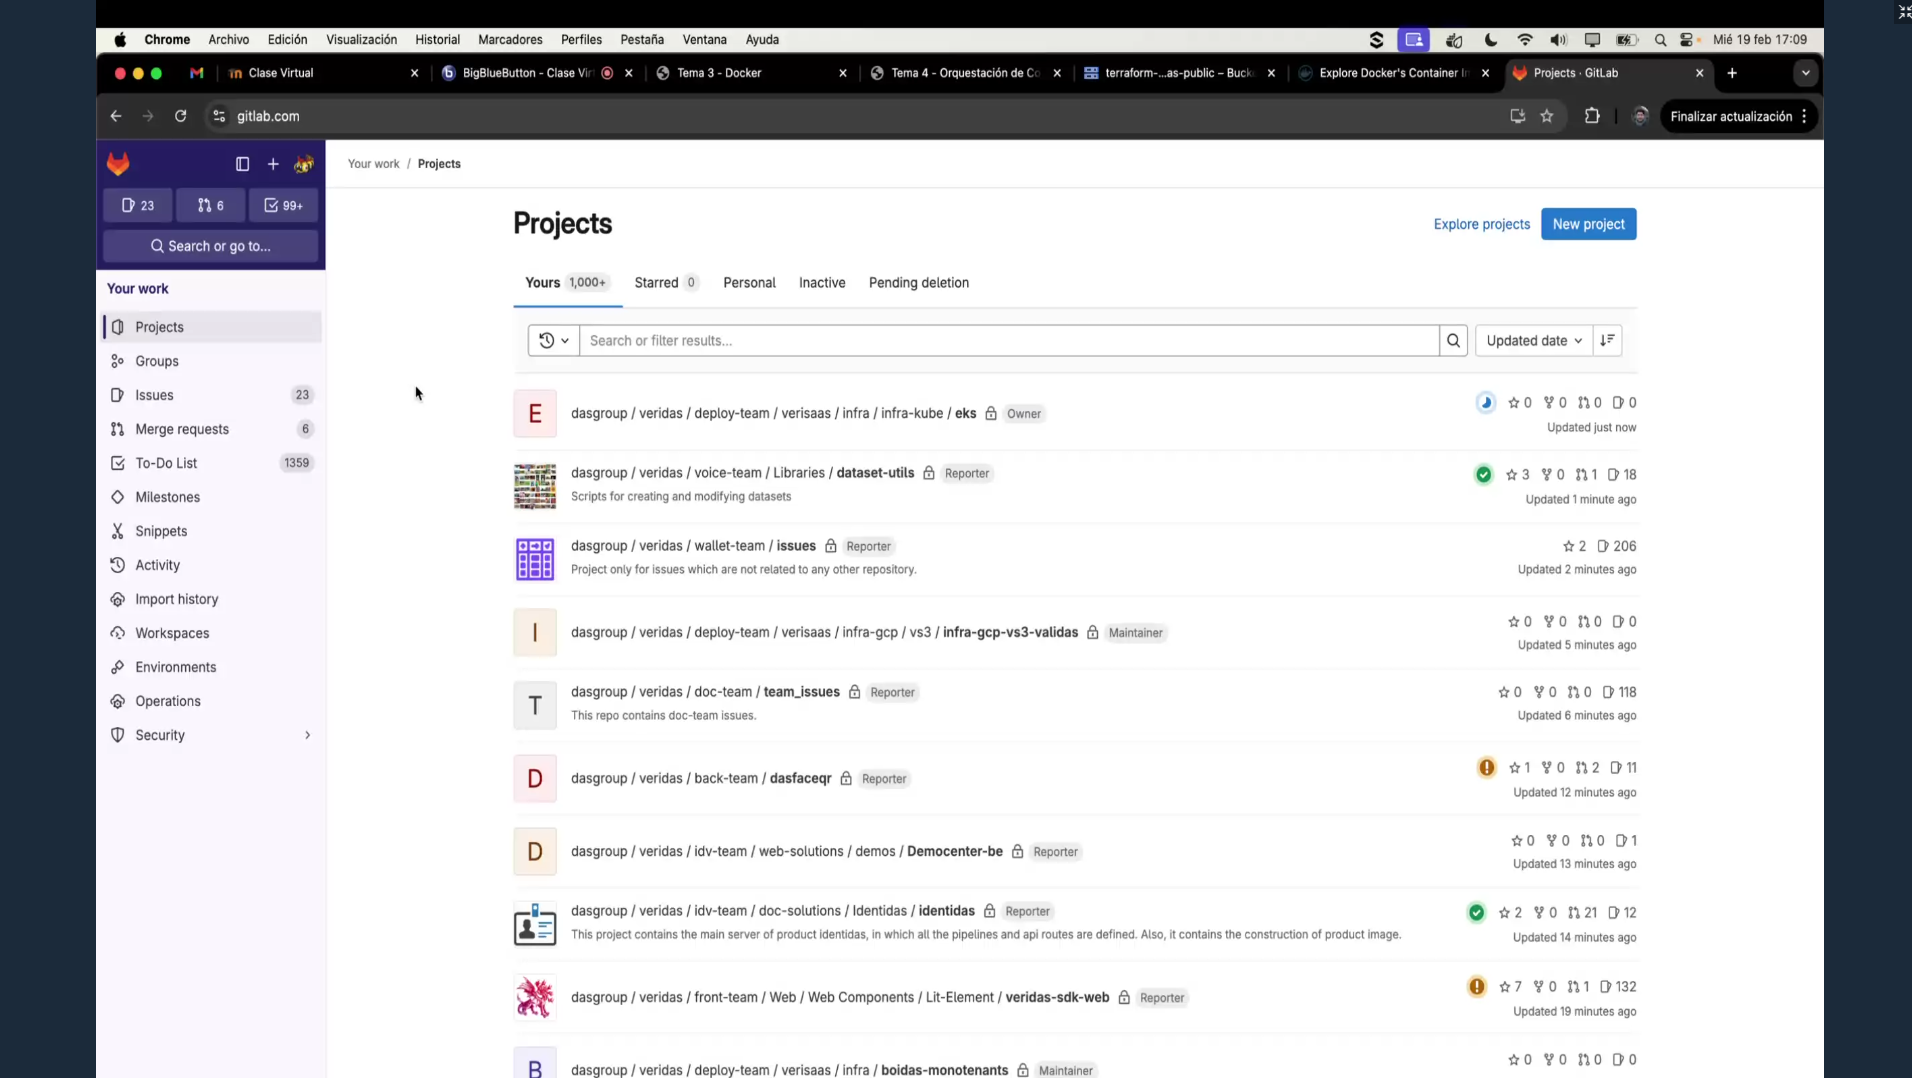 Chrome Archivo Edición Visualización Historial Marcadores Perfiles Pestaña Ventana Ayuda Mié 19 feb 17:09
Clase Virtual BigBlueButton - Clase Vir Tema 3 - Docker Tema 4 - Orquestación de Co terraform-...as-public – Buck Explore Docker's Container In Projects · GitLab
gitlab.com Finalizar actualización
23 6 99+
Search or go to...
Your work
Projects
Groups
Issues 23
Merge requests 6
To-Do List 1359
Milestones
Snippets
Activity
Import history
Workspaces
Environments
Operations
Security
Your work / Projects
Projects
Explore projects New project
Yours 1,000+ Starred 0 Personal Inactive Pending deletion
Search or filter results... Updated date
E dasgroup / veridas / deploy-team / verisaas / infra / infra-kube / eks Owner 0 0 0 0
Updated just now
dasgroup / veridas / voice-team / Libraries / dataset-utils Reporter 3 0 1 18
Scripts for creating and modifying datasets Updated 1 minute ago
dasgroup / veridas / wallet-team / issues Reporter 2 206
Project only for issues which are not related to any other repository. Updated 2 minutes ago
I dasgroup / veridas / deploy-team / verisaas / infra-gcp / vs3 / infra-gcp-vs3-validas Maintainer 0 0 0 0
Updated 5 minutes ago
T dasgroup / veridas / doc-team / team_issues Reporter 0 0 0 118
This repo contains doc-team issues. Updated 6 minutes ago
D dasgroup / veridas / back-team / dasfaceqr Reporter 1 0 2 11
Updated 12 minutes ago
D dasgroup / veridas / idv-team / web-solutions / demos / Democenter-be Reporter 0 0 0 1
Updated 13 minutes ago
dasgroup / veridas / idv-team / doc-solutions / Identidas / identidas Reporter 2 0 21 12
This project contains the main server of product identidas, in which all the pipelines and api routes are defined. Also, it contains the construction of product image. Updated 14 minutes ago
dasgroup / veridas / front-team / Web / Web Components / Lit-Element / veridas-sdk-web Reporter 7 0 1 132
Updated 19 minutes ago
B dasgroup / veridas / deploy-team / verisaas / infra / boidas-monotenants Maintainer 0 0 0 0